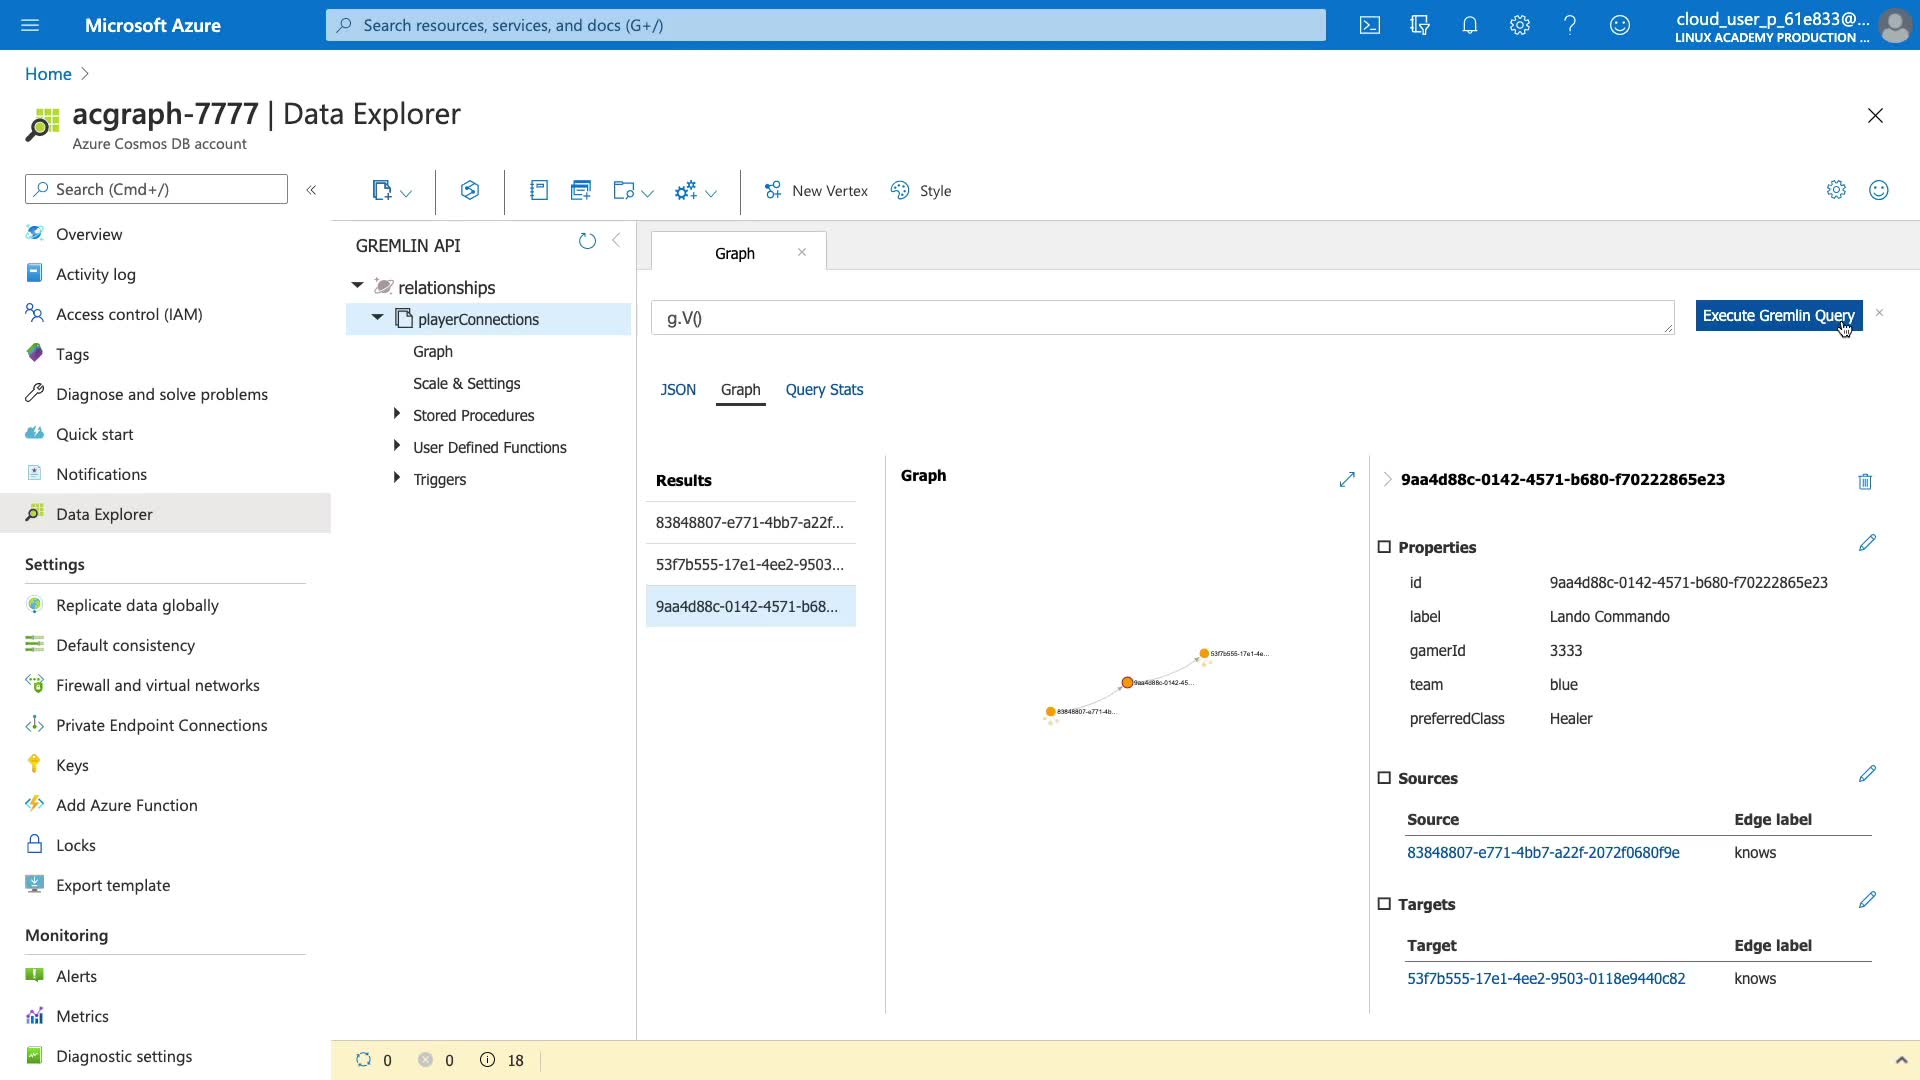 Microsoft Azure
Search resources, services, and docs (G+/)
cloud_user_p_61e833@...
LINUX ACADEMY PRODUCTION ...
Home
acgraph-7777 | Data Explorer
Azure Cosmos DB account
Search (Cmd+/)
Overview
Activity log
Access control (IAM)
Tags
Diagnose and solve problems
Quick start
Notifications
Data Explorer
Settings
Replicate data globally
Default consistency
Firewall and virtual networks
Private Endpoint Connections
Keys
Add Azure Function
Locks
Export template
Monitoring
Alerts
Metrics
Diagnostic settings
New Vertex
Style
GREMLIN API
relationships
playerConnections
Graph
Scale & Settings
Stored Procedures
User Defined Functions
Triggers
Graph
g.V()
Execute Gremlin Query
JSON
Graph
Query Stats
Results
83848807-e771-4bb7-a22f...
53f7b555-17e1-4ee2-9503...
9aa4d88c-0142-4571-b68...
Graph
53f7b555-17e1-4e...
9aa4d88c-0142-45...
83848807-e771-4b...
9aa4d88c-0142-4571-b680-f70222865e23
Properties
id 9aa4d88c-0142-4571-b680-f70222865e23
label Lando Commando
gamerId 3333
team blue
preferredClass Healer
Sources
Source Edge label
83848807-e771-4bb7-a22f-2072f0680f9e knows
Targets
Target Edge label
53f7b555-17e1-4ee2-9503-0118e9440c82 knows
0 0 18